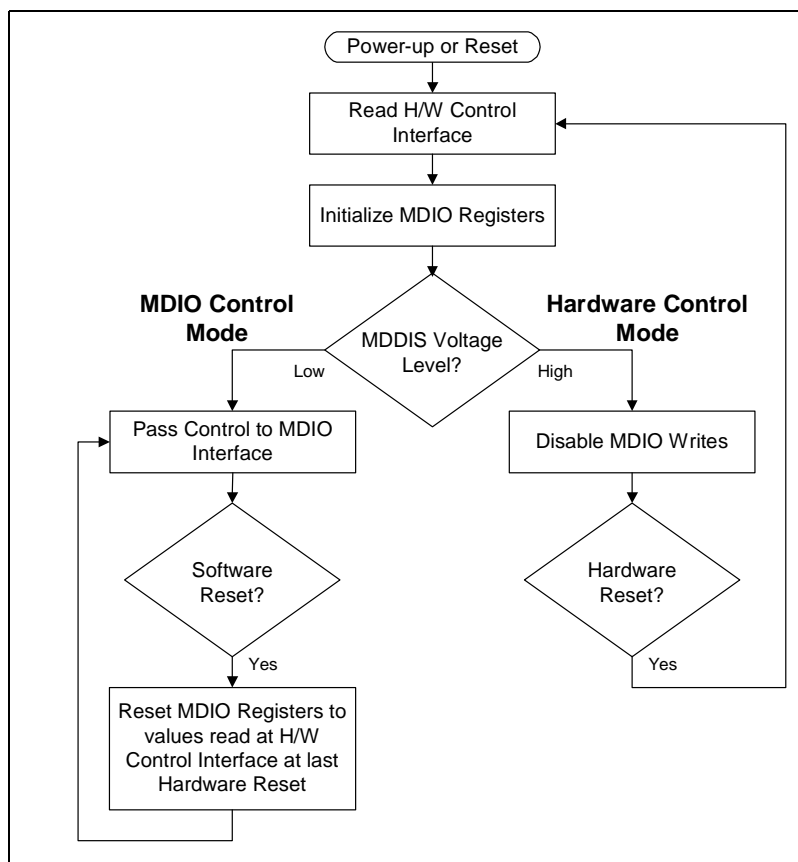 Power-up or Reset
Read H/W Control
Interface
Initialize MDIO Registers
MDIO Control
Mode
Hardware Control
Mode
MDDIS Voltage
Level?
Low
High
Pass Control to MDIO
Interface
Disable MDIO Writes
Software
Reset?
Hardware
Reset?
Yes
Yes
Reset MDIO Registers to
values read at H/W
Control Interface at last
Hardware Reset